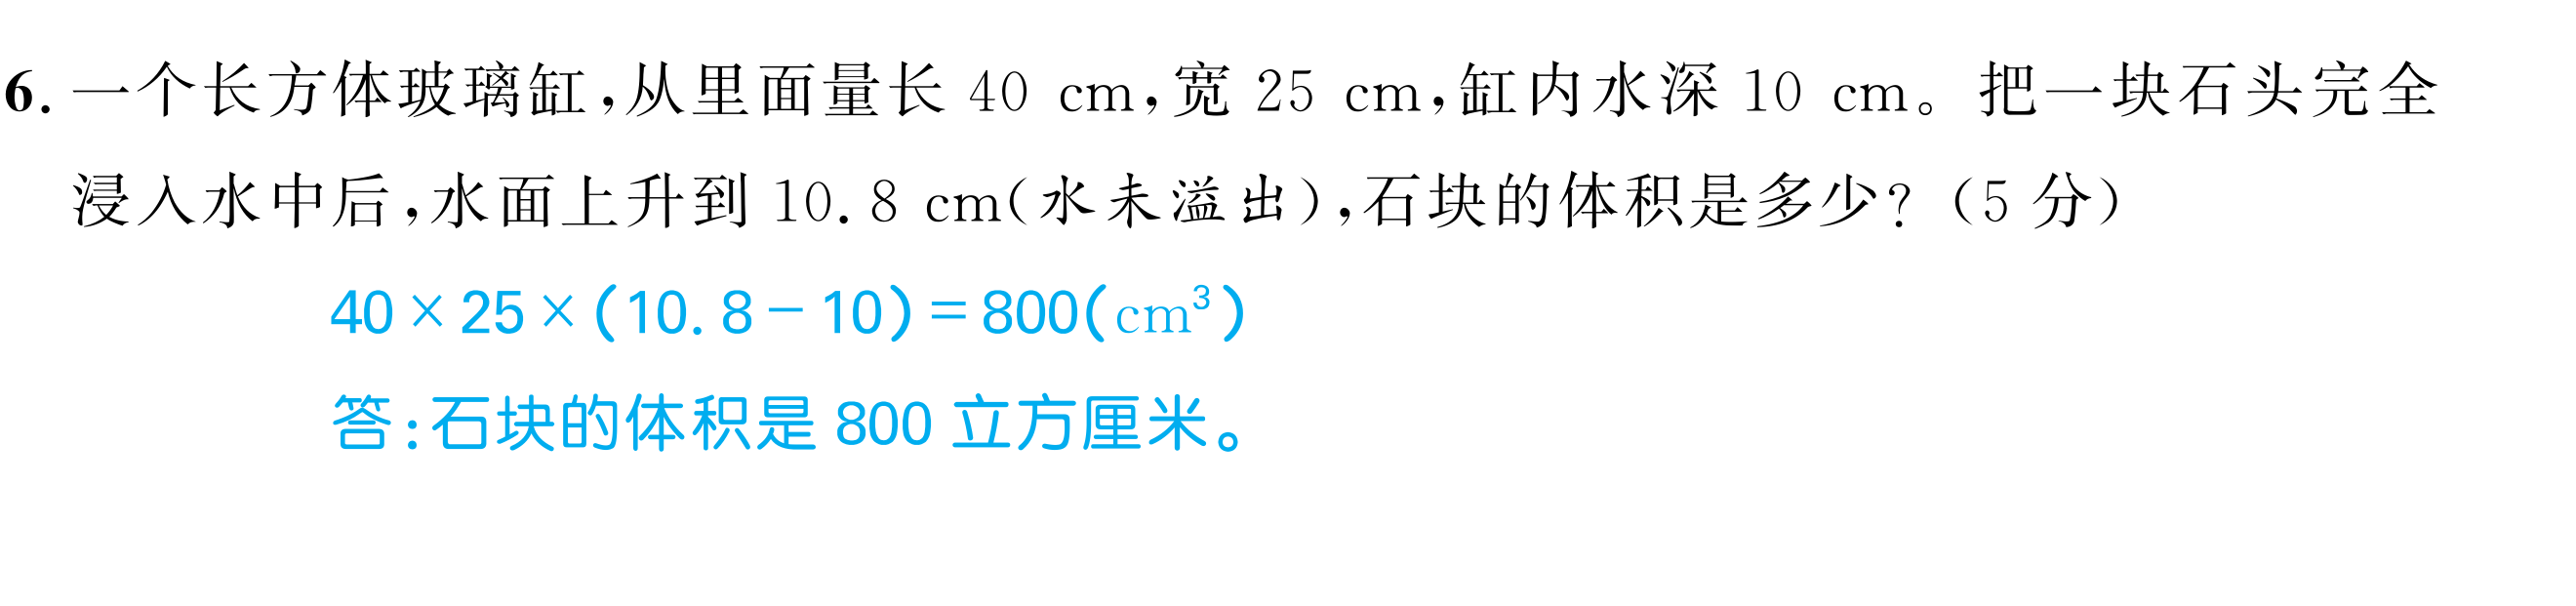 6. 一个长方体玻璃缸,从里面量长 40 cm,宽 25 cm,缸内水深 10 cm。把一块石头完全
浸入水中后,水面上升到 10.8 cm(水未溢出),石块的体积是多少?(5 分)
40×25×(10.8-10)=800(cm³)
答:石块的体积是 800 立方厘米。